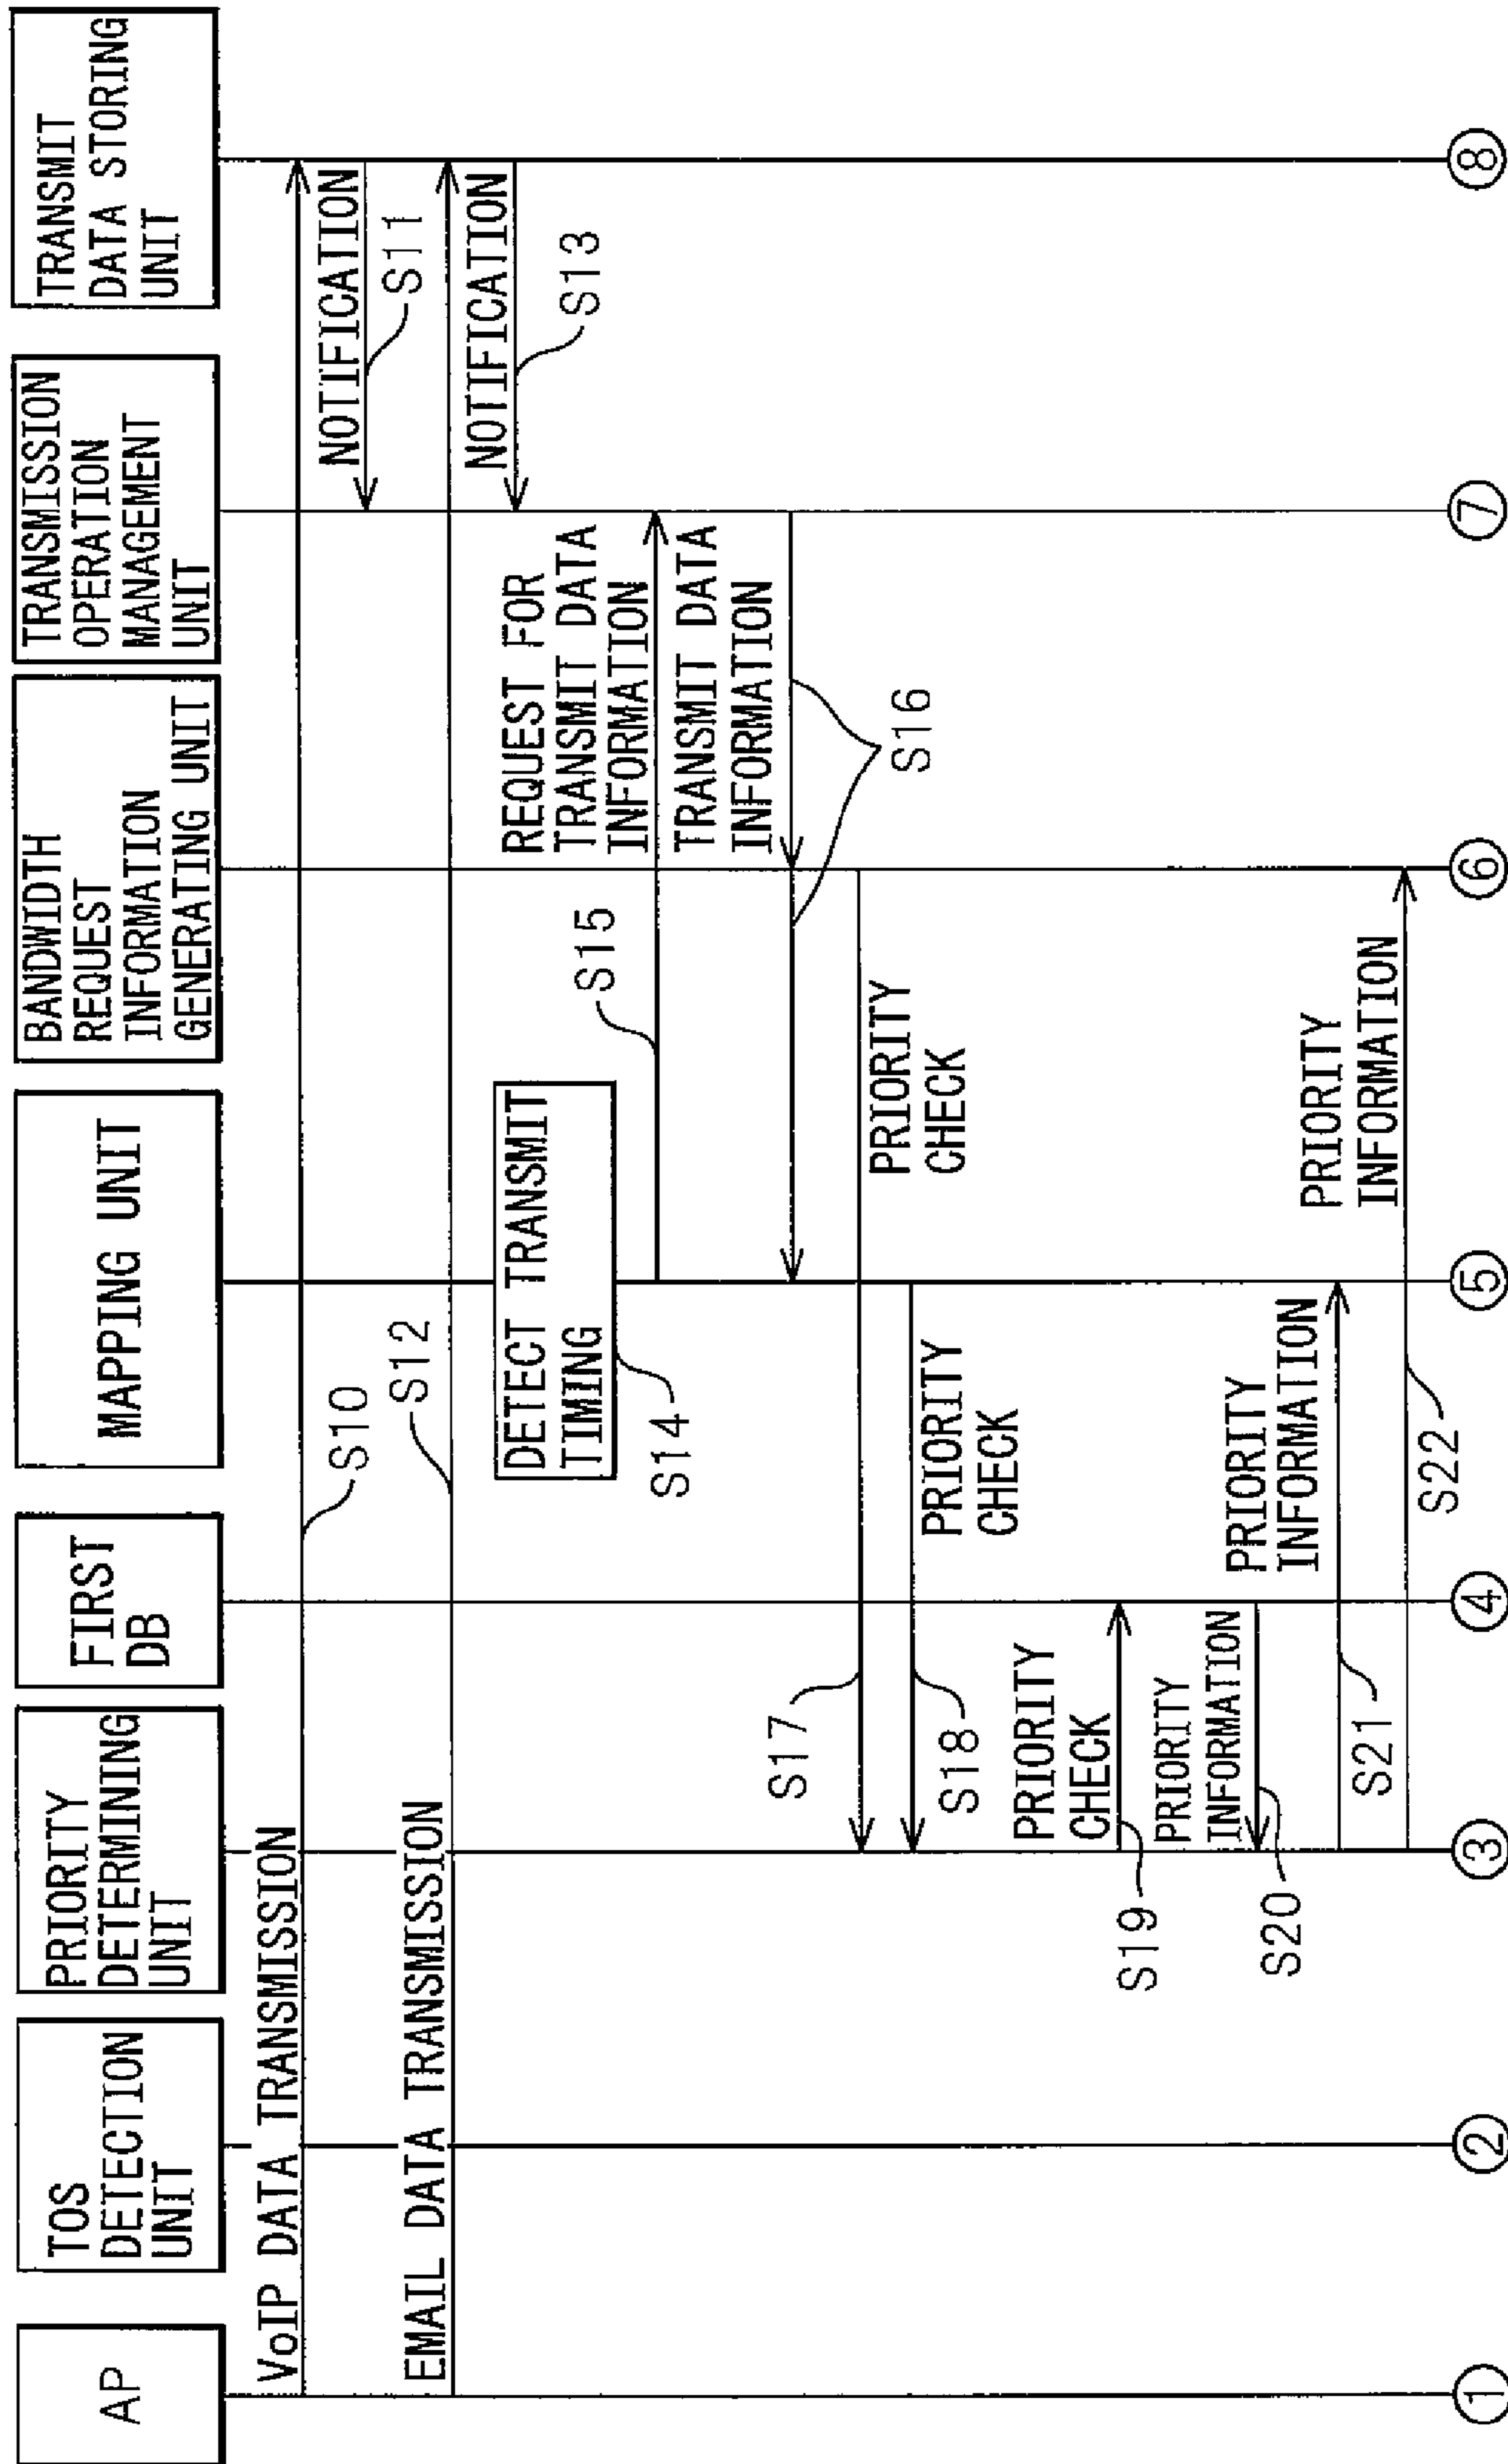 AP
TOS
DETECTION
UNIT
PRIORITY
DETERMINING
UNIT
FIRST
DB
MAPPING UNIT
BANDWIDTH
REQUEST
INFORMATION
GENERATING UNIT
TRANSMISSION
OPERATION
MANAGEMENT
UNIT
TRANSMIT
DATA STORING
UNIT
VoIP DATA TRANSMISSION
S10
NOTIFICATION
S11
EMAIL DATA TRANSMISSION
S12
NOTIFICATION
S13
DETECT TRANSMIT
TIMING
S14
REQUEST FOR
TRANSMIT DATA
INFORMATION
S15
TRANSMIT DATA
INFORMATION
S16
S17
PRIORITY
CHECK
S18
PRIORITY
CHECK
PRIORITY
CHECK
S19
PRIORITY
INFORMATION
S20
PRIORITY
INFORMATION
S21
PRIORITY
INFORMATION
S22
1
2
3
4
5
6
7
8